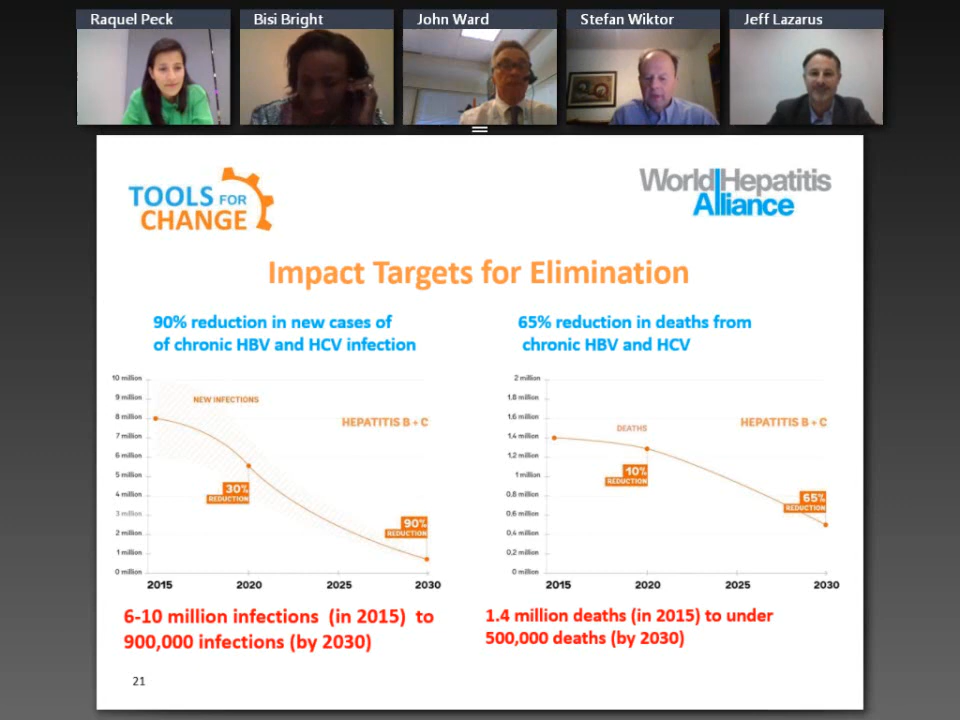 Raquel Peck
Bisi Bright
John Ward
Stefan Wiktor
Jeff Lazarus
TOOLS FOR
CHANGE
World Hepatitis
Alliance
Impact Targets for Elimination
90% reduction in new cases of
of chronic HBV and HCV infection
65% reduction in deaths from
chronic HBV and HCV
10 million
9 million
8 million
7 million
6 million
5 million
4 million
3 million
2 million
1 million
0 million
NEW INFECTIONS
HEPATITIS B + C
30%
REDUCTION
90%
REDUCTION
2015 2020 2025 2030
2 million
1.8 million
1.6 million
1.4 million
1.2 million
1 million
0.8 million
0.6 million
0.4 million
0.2 million
0 million
DEATHS
HEPATITIS B + C
10%
REDUCTION
65%
REDUCTION
2015 2020 2025 2030
6-10 million infections (in 2015) to
900,000 infections (by 2030)
1.4 million deaths (in 2015) to under
500,000 deaths (by 2030)
21